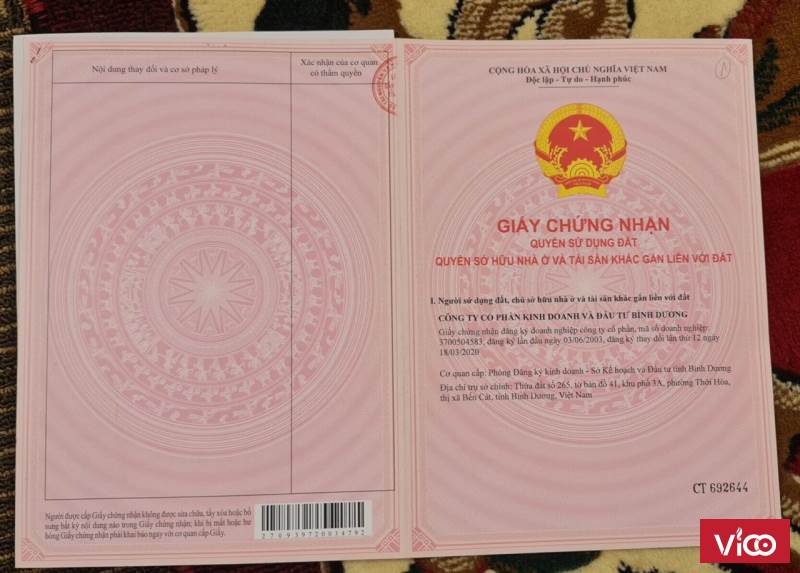 Nội dung thay đổi và cơ sở pháp lý
Xác nhận của cơ quan
có thẩm quyền
Người được cấp Giấy chứng nhận không được sửa chữa, tẩy xóa hoặc bổ
sung bất kỳ nội dung nào trong Giấy chứng nhận; khi bị mất hoặc hư
hỏng Giấy chứng nhận phải khai báo ngay với cơ quan cấp Giấy.
CỘNG HÒA XÃ HỘI CHỦ NGHĨA VIỆT NAM
Độc lập - Tự do - Hạnh phúc
GIẤY CHỨNG NHẬN
QUYỀN SỬ DỤNG ĐẤT
QUYỀN SỞ HỮU NHÀ Ở VÀ TÀI SẢN KHÁC GẮN LIỀN VỚI ĐẤT
I. Người sử dụng đất, chủ sở hữu nhà ở và tài sản khác gắn liền với đất
CÔNG TY CỔ PHẦN KINH DOANH VÀ ĐẦU TƯ BÌNH DƯƠNG
Giấy chứng nhận đăng ký doanh nghiệp công ty cổ phần, mã số doanh nghiệp:
3700504583, đăng ký lần đầu ngày 03/06/2003, đăng ký thay đổi lần thứ 12 ngày
18/03/2020
Cơ quan cấp: Phòng Đăng ký kinh doanh - Sở Kế hoạch và Đầu tư tỉnh Bình Dương
Địa chỉ trụ sở chính: Thửa đất số 265, tờ bản đồ 41, khu phố 3A, phường Thới Hòa,
thị xã Bến Cát, tỉnh Bình Dương, Việt Nam
CT 692644
Vico